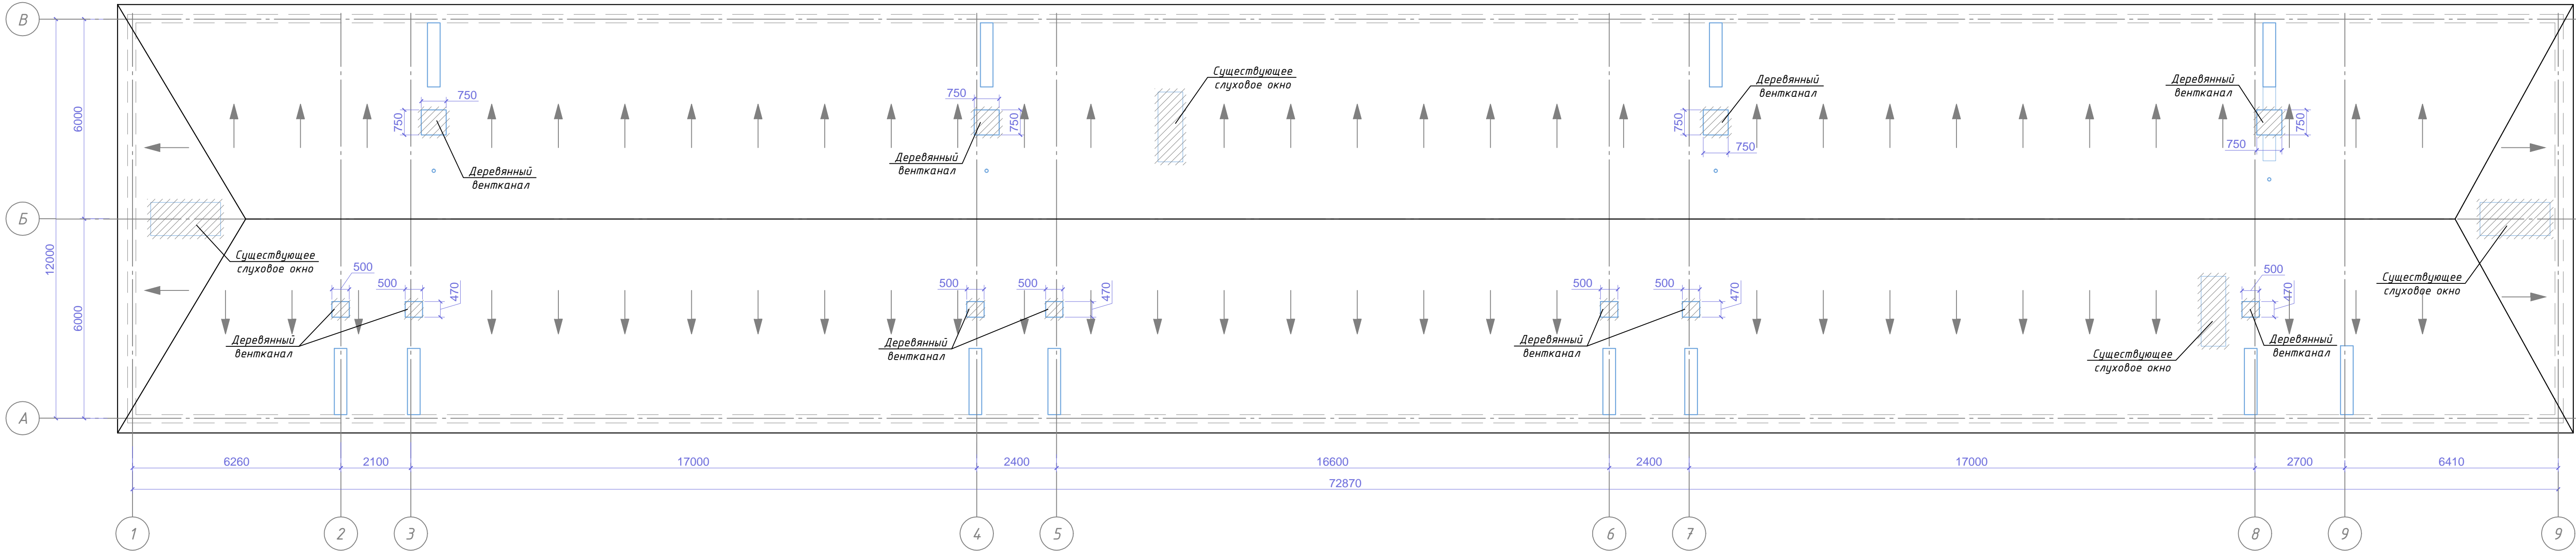 В
Существующее
слуховое окно
Деревянный
вентканал
Деревянный
вентканал
750
750
750
750
6000
750
750
750
750
Деревянный
вентканал
Деревянный
вентканал
Б
12000
Существующее
слуховое окно
500
500
470
500
500
470
500
500
470
500
470
Существующее
слуховое окно
6000
Деревянный
вентканал
Деревянный
вентканал
Деревянный
вентканал
Деревянный
вентканал
Существующее
слуховое окно
А
6260
2100
17000
2400
16600
2400
17000
2700
6410
72870
1
2
3
4
5
6
7
8
9
9